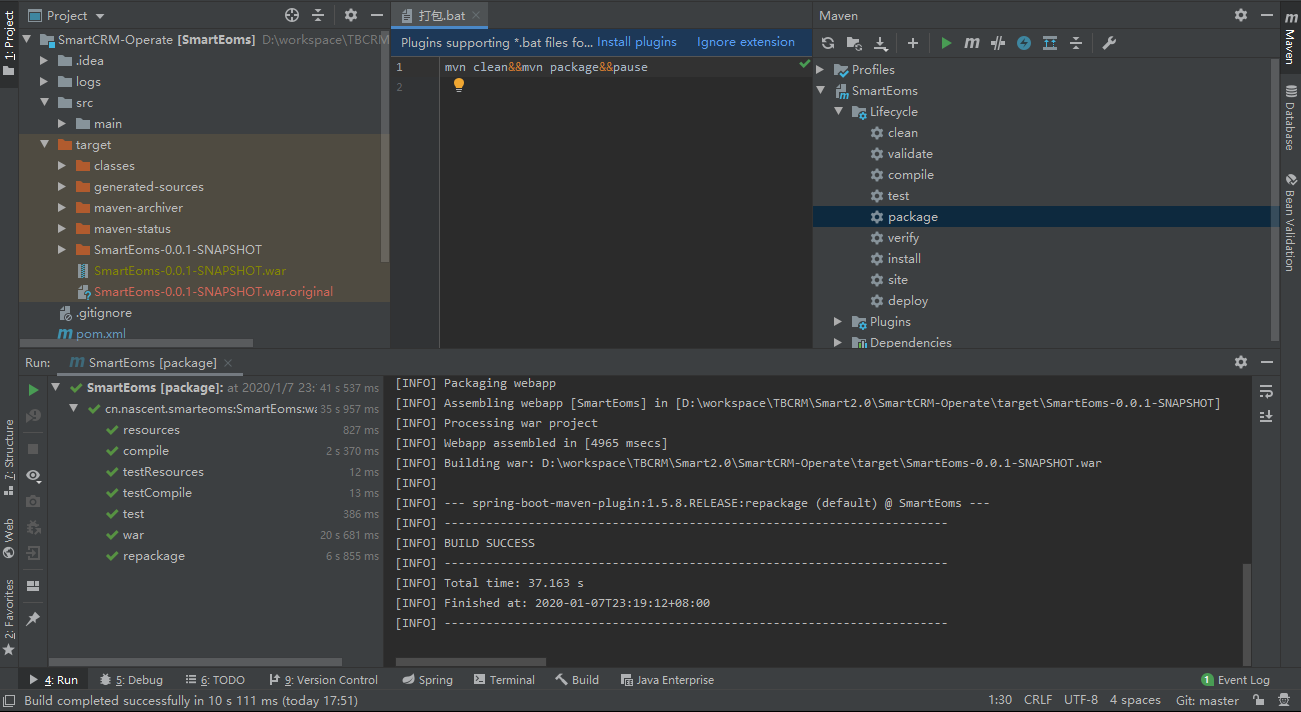 1: Project
Project
SmartCRM-Operate [SmartEoms] D:\workspace\TBCRM
.idea
logs
src
main
target
classes
generated-sources
maven-archiver
maven-status
SmartEoms-0.0.1-SNAPSHOT
SmartEoms-0.0.1-SNAPSHOT.war
SmartEoms-0.0.1-SNAPSHOT.war.original
.gitignore
pom.xml
打包.bat
Plugins supporting *.bat files fo... Install plugins Ignore extension
1 mvn clean&&mvn package&&pause
2
Maven
Profiles
SmartEoms
Lifecycle
clean
validate
compile
test
package
verify
install
site
deploy
Plugins
Dependencies
Maven
Database
Bean Validation
Run: SmartEoms [package]
SmartEoms [package]: at 2020/1/7 23: 41 s 537 ms
cn.nascent.smarteoms:SmartEoms:wa 35 s 957 ms
resources 827 ms
compile 2 s 370 ms
testResources 12 ms
testCompile 13 ms
test 386 ms
war 20 s 681 ms
repackage 6 s 855 ms
[INFO] Packaging webapp
[INFO] Assembling webapp [SmartEoms] in [D:\workspace\TBCRM\Smart2.0\SmartCRM-Operate\target\SmartEoms-0.0.1-SNAPSHOT]
[INFO] Processing war project
[INFO] Webapp assembled in [4965 msecs]
[INFO] Building war: D:\workspace\TBCRM\Smart2.0\SmartCRM-Operate\target\SmartEoms-0.0.1-SNAPSHOT.war
[INFO]
[INFO] --- spring-boot-maven-plugin:1.5.8.RELEASE:repackage (default) @ SmartEoms ---
[INFO] ------------------------------------------------------------------------
[INFO] BUILD SUCCESS
[INFO] ------------------------------------------------------------------------
[INFO] Total time: 37.163 s
[INFO] Finished at: 2020-01-07T23:19:12+08:00
[INFO] ------------------------------------------------------------------------
7: Structure
Web
2: Favorites
4: Run 5: Debug 6: TODO 9: Version Control Spring Terminal Build Java Enterprise 1 Event Log
Build completed successfully in 10 s 111 ms (today 17:51) 1:30 CRLF UTF-8 4 spaces Git: master